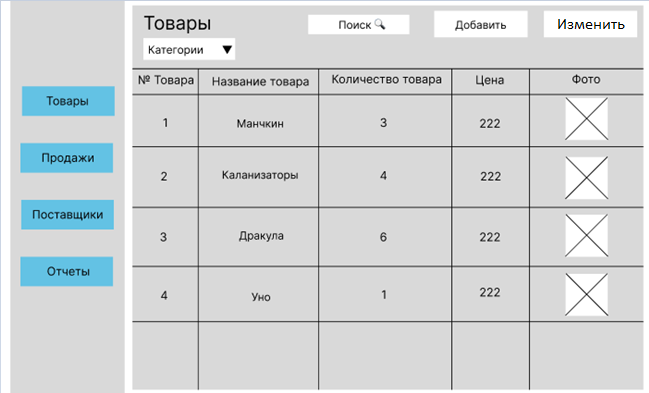 Товары
Поиск 🔍
Добавить
Изменить
Категории ▼
Товары
Продажи
Поставщики
Отчеты
№ Товара Название товара Количество товара Цена Фото
1 Манчкин 3 222
2 Каланизаторы 4 222
3 Дракула 6 222
4 Уно 1 222